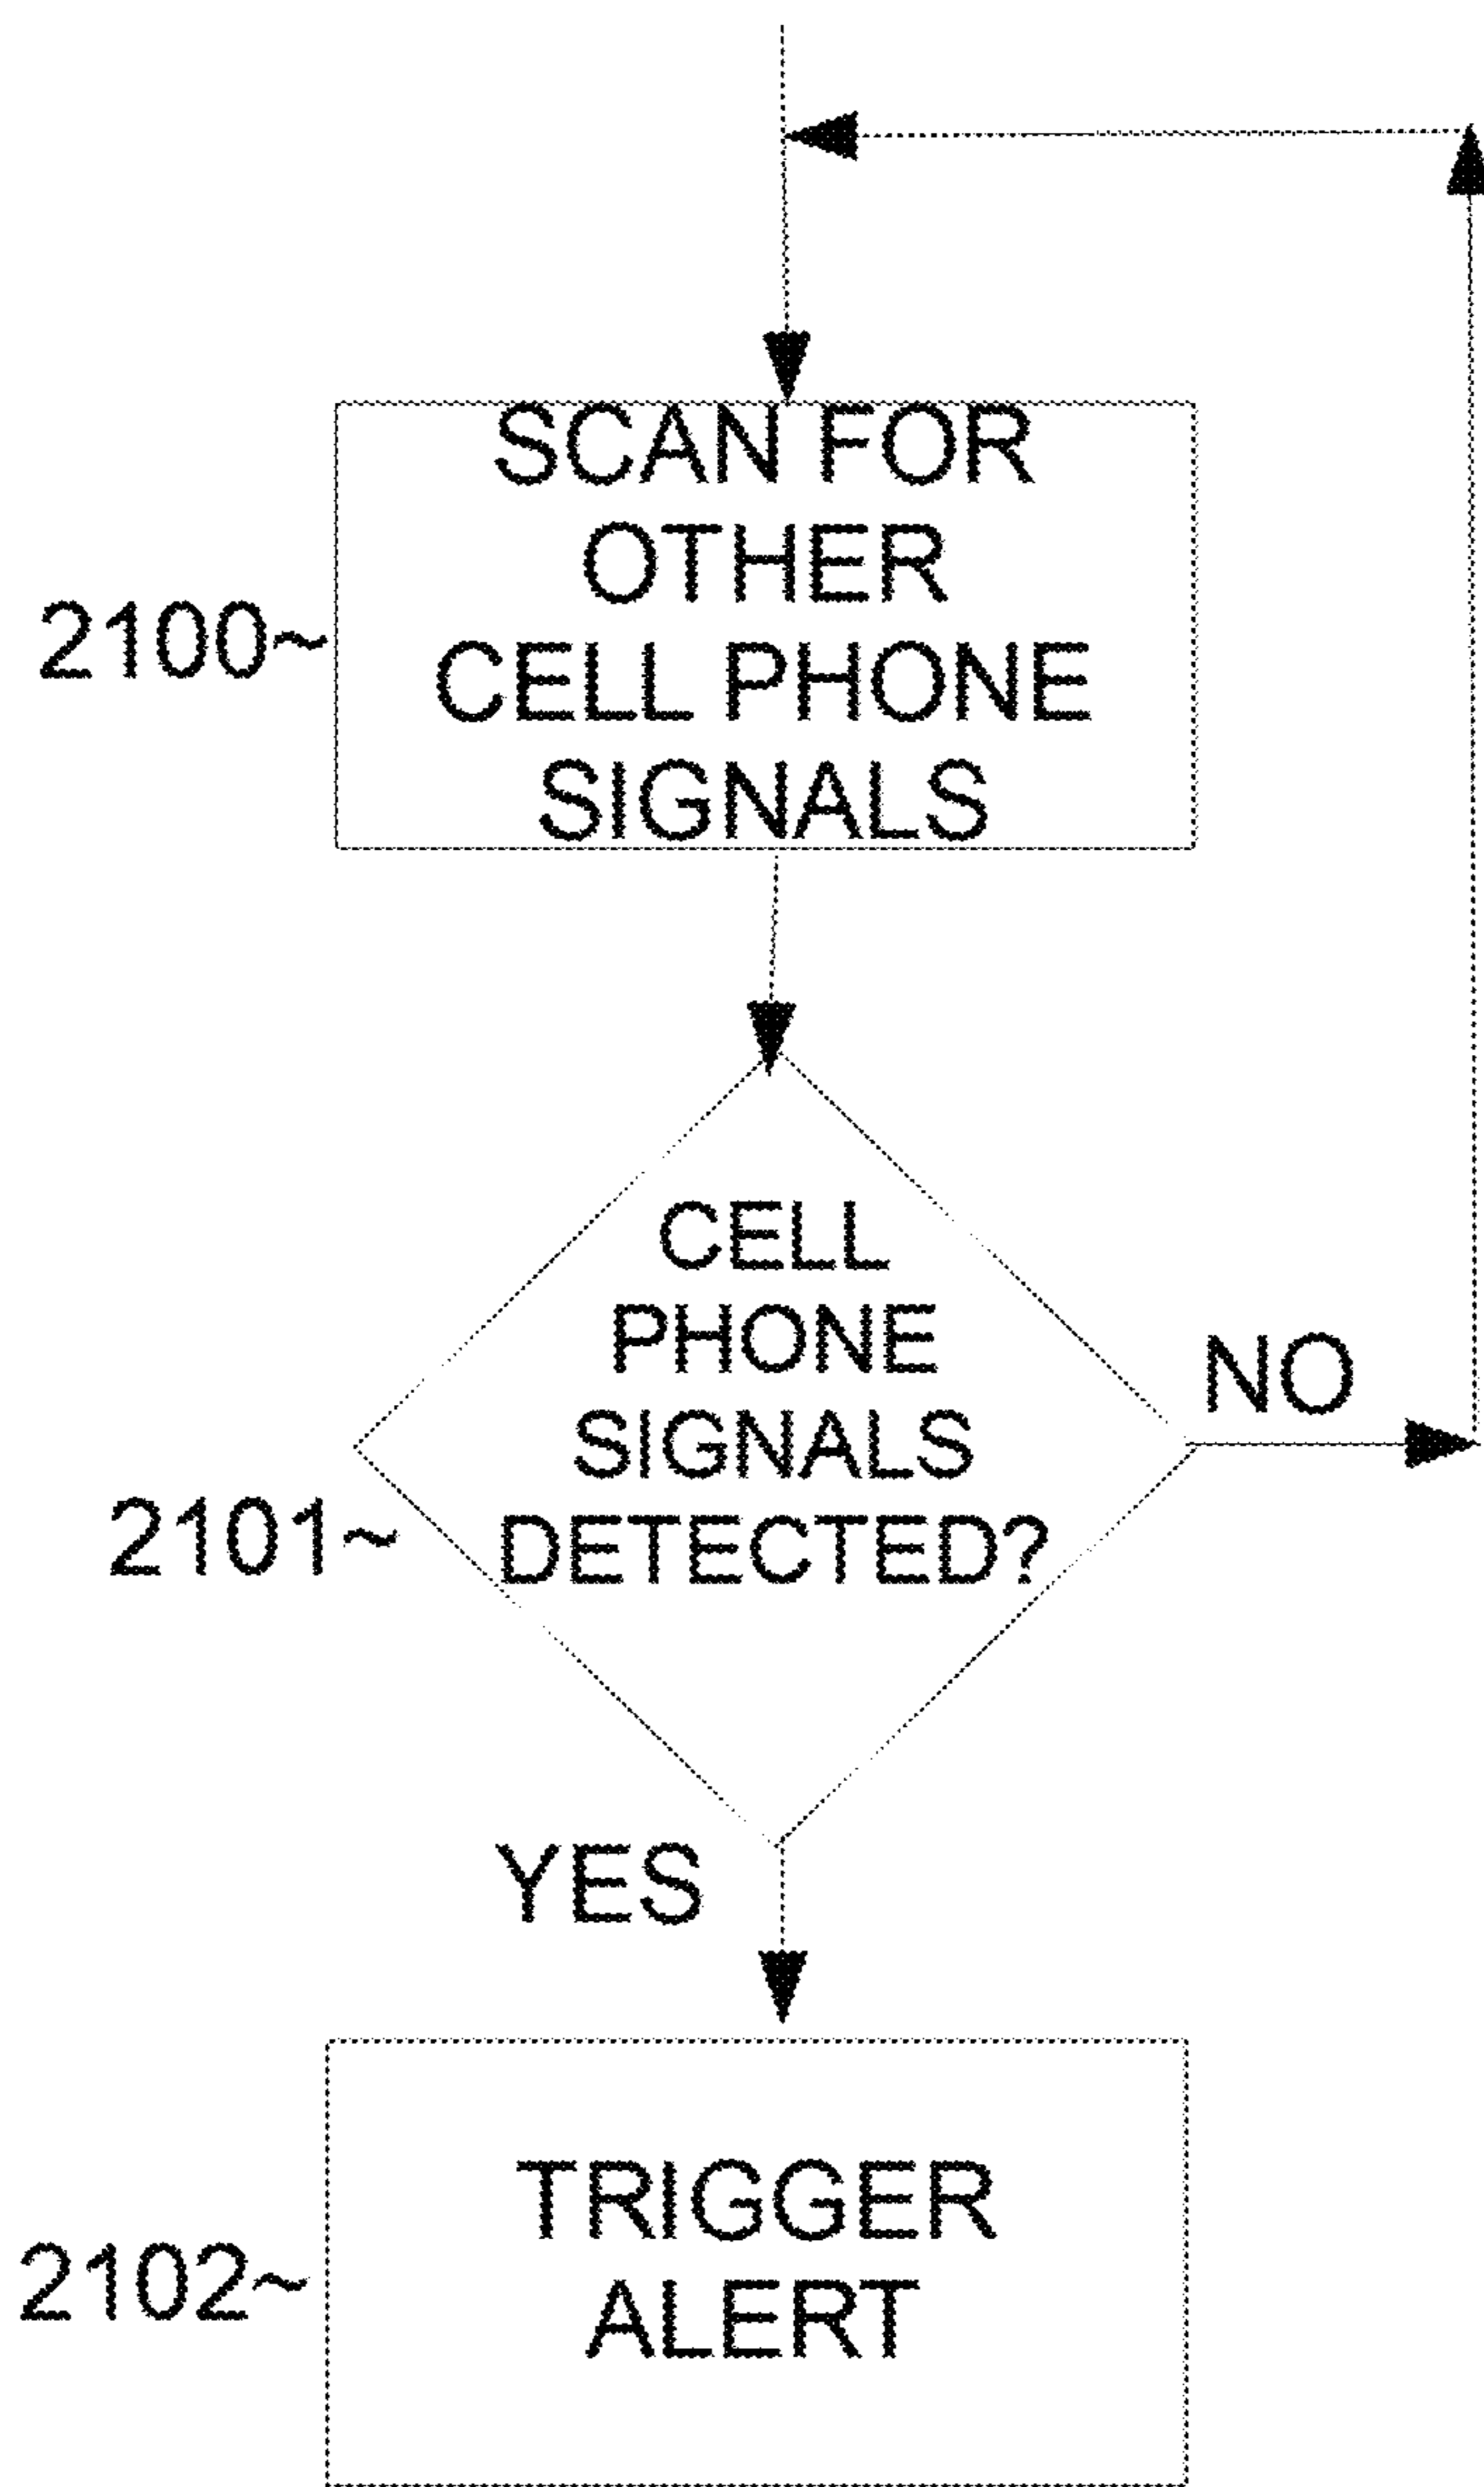 SCAN FOR
OTHER
2100~
CELL PHONE
SIGNALS
CELL
PHONE
SIGNALS
DETECTED?
NO
2101~
YES
TRIGGER
ALERT
2102~